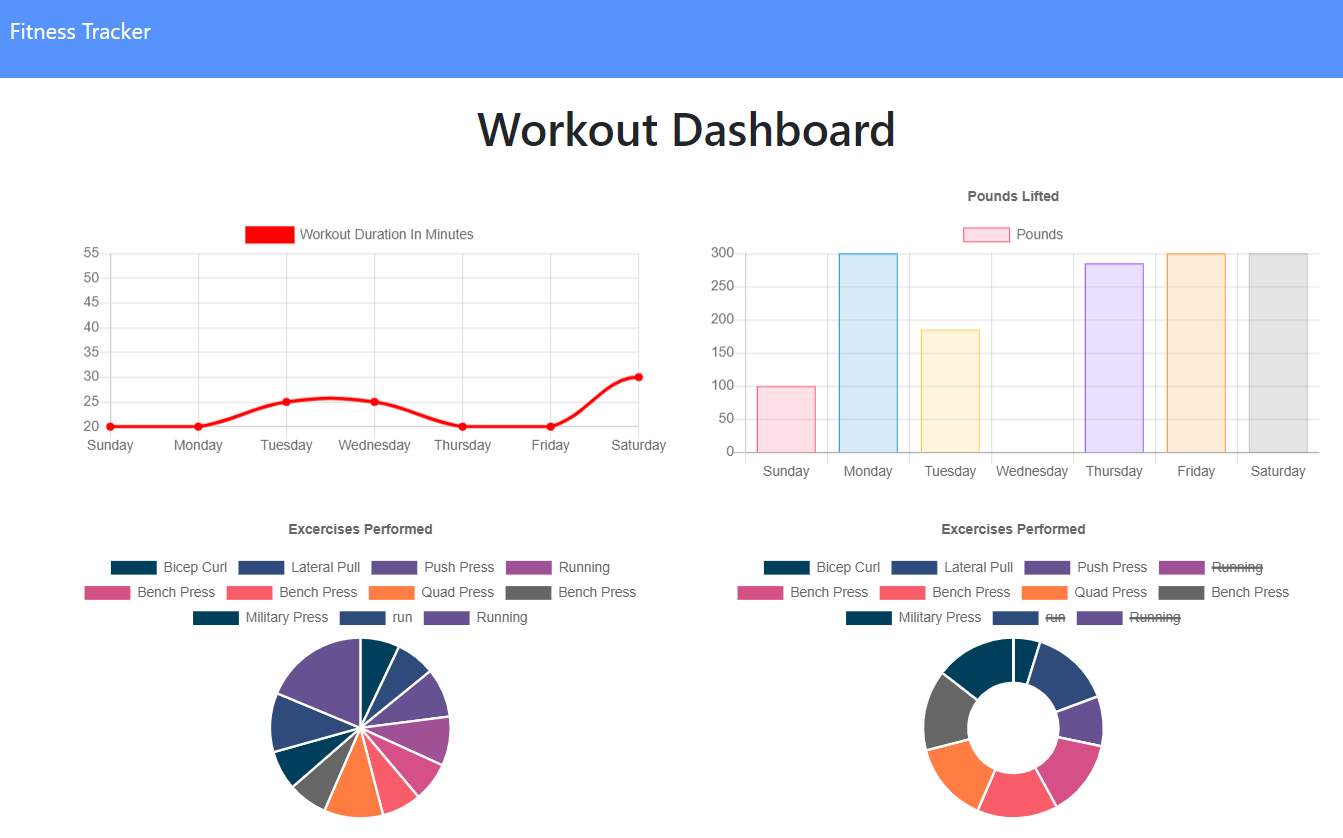 Fitness Tracker
Workout Dashboard
Workout Duration In Minutes
55
50
45
40
35
30
25
20
Sunday Monday Tuesday Wednesday Thursday Friday Saturday
Pounds Lifted
Pounds
300
250
200
150
100
50
0
Sunday Monday Tuesday Wednesday Thursday Friday Saturday
Excercises Performed
Bicep Curl Lateral Pull Push Press Running
Bench Press Bench Press Quad Press Bench Press
Military Press run Running
Excercises Performed
Bicep Curl Lateral Pull Push Press Running
Bench Press Bench Press Quad Press Bench Press
Military Press run Running